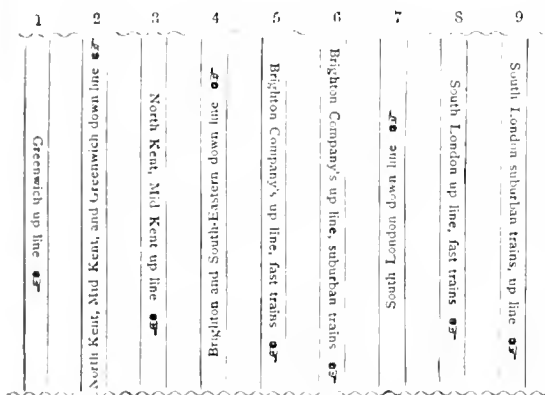 1 2 3 4 5 6 7 8 9
Greenwich up line
North Kent, Mid Kent, and Greenwich down line
North Kent, Mid Kent up line
Brighton and South-Eastern down line
Brighton Company's up line, fast trains
Brighton Company's up line, suburban trains
South London down line
South London up line, fast trains
South London suburban trains, up line